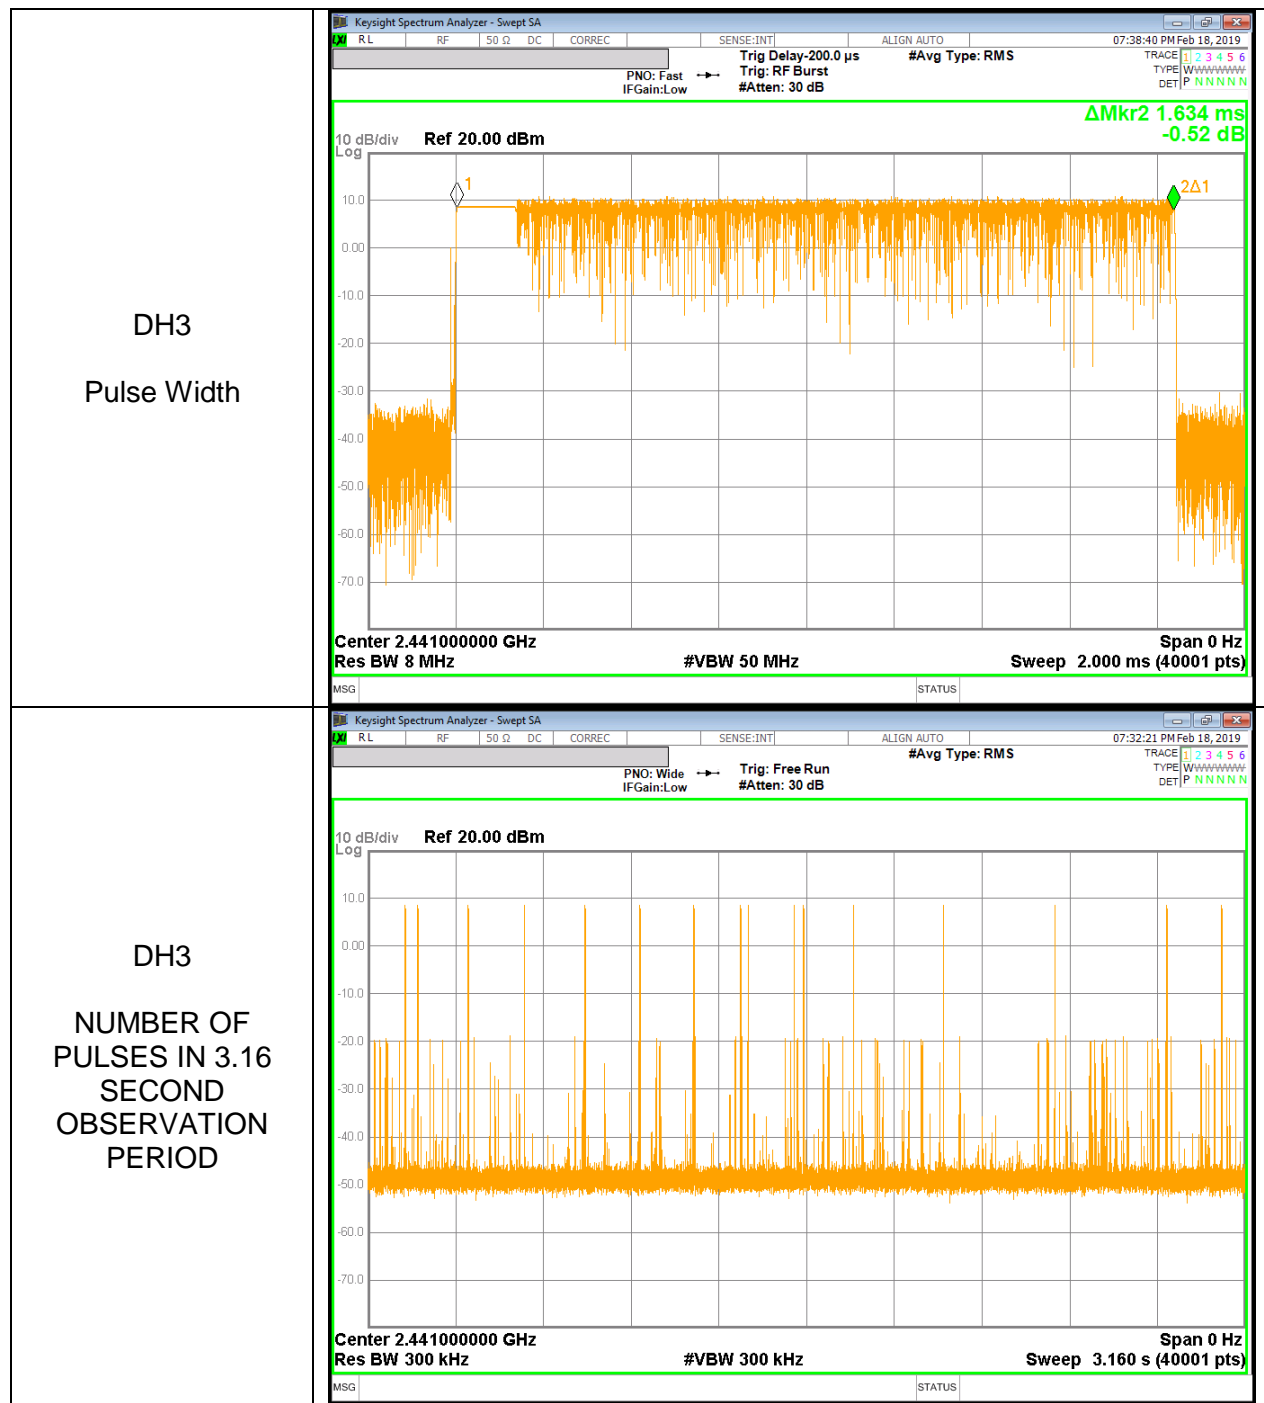 DH3
Pulse Width
Keysight Spectrum Analyzer - Swept SA
LXI RL RF 50 Ω DC CORREC SENSE:INT ALIGN AUTO 07:38:40 PM Feb 18, 2019
Trig Delay-200.0 µs #Avg Type: RMS TRACE 1 2 3 4 5 6
PNO: Fast Trig: RF Burst TYPE WWWWWW
IFGain:Low #Atten: 30 dB DET P N N N N N
ΔMkr2 1.634 ms
-0.52 dB
10 dB/div Ref 20.00 dBm
Log
1
2Δ1
10.0
0.00
-10.0
-20.0
-30.0
-40.0
-50.0
-60.0
-70.0
Center 2.441000000 GHz Span 0 Hz
Res BW 8 MHz #VBW 50 MHz Sweep 2.000 ms (40001 pts)
MSG STATUS
DH3
NUMBER OF
PULSES IN 3.16
SECOND
OBSERVATION
PERIOD
Keysight Spectrum Analyzer - Swept SA
LXI RL RF 50 Ω DC CORREC SENSE:INT ALIGN AUTO 07:32:21 PM Feb 18, 2019
#Avg Type: RMS TRACE 1 2 3 4 5 6
PNO: Wide Trig: Free Run TYPE WWWWWW
IFGain:Low #Atten: 30 dB DET P N N N N N
10 dB/div Ref 20.00 dBm
Log
10.0
0.00
-10.0
-20.0
-30.0
-40.0
-50.0
-60.0
-70.0
Center 2.441000000 GHz Span 0 Hz
Res BW 300 kHz #VBW 300 kHz Sweep 3.160 s (40001 pts)
MSG STATUS